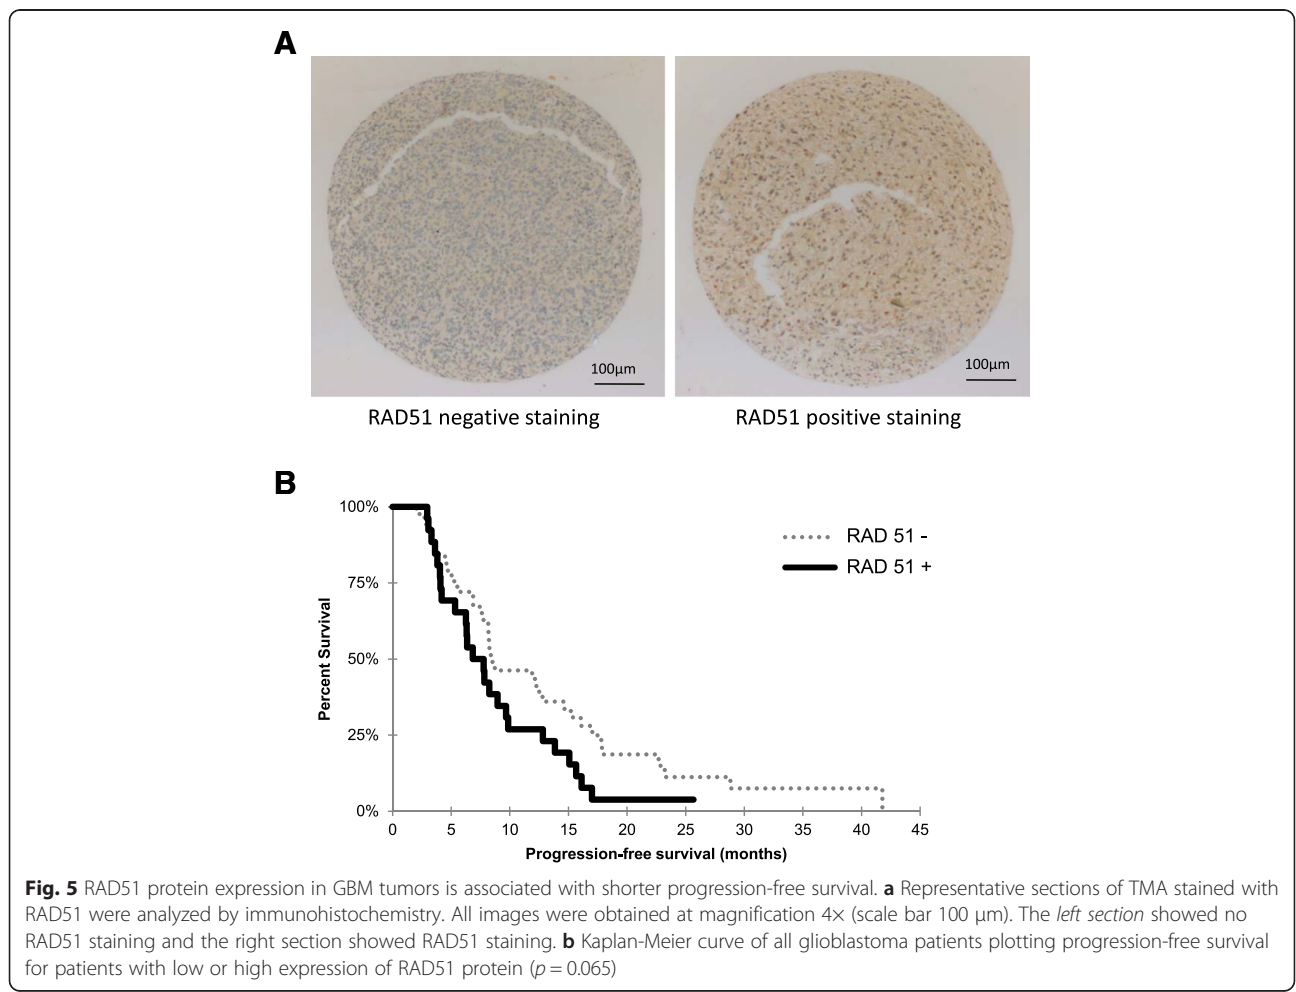 A
100μm
100μm
RAD51 negative staining
RAD51 positive staining
B
100%
75%
50%
25%
0%
Percent Survival
RAD 51 -
RAD 51 +
0 5 10 15 20 25 30 35 40 45
Progression-free survival (months)
Fig. 5 RAD51 protein expression in GBM tumors is associated with shorter progression-free survival. a Representative sections of TMA stained with
RAD51 were analyzed by immunohistochemistry. All images were obtained at magnification 4× (scale bar 100 μm). The left section showed no
RAD51 staining and the right section showed RAD51 staining. b Kaplan-Meier curve of all glioblastoma patients plotting progression-free survival
for patients with low or high expression of RAD51 protein (p = 0.065)